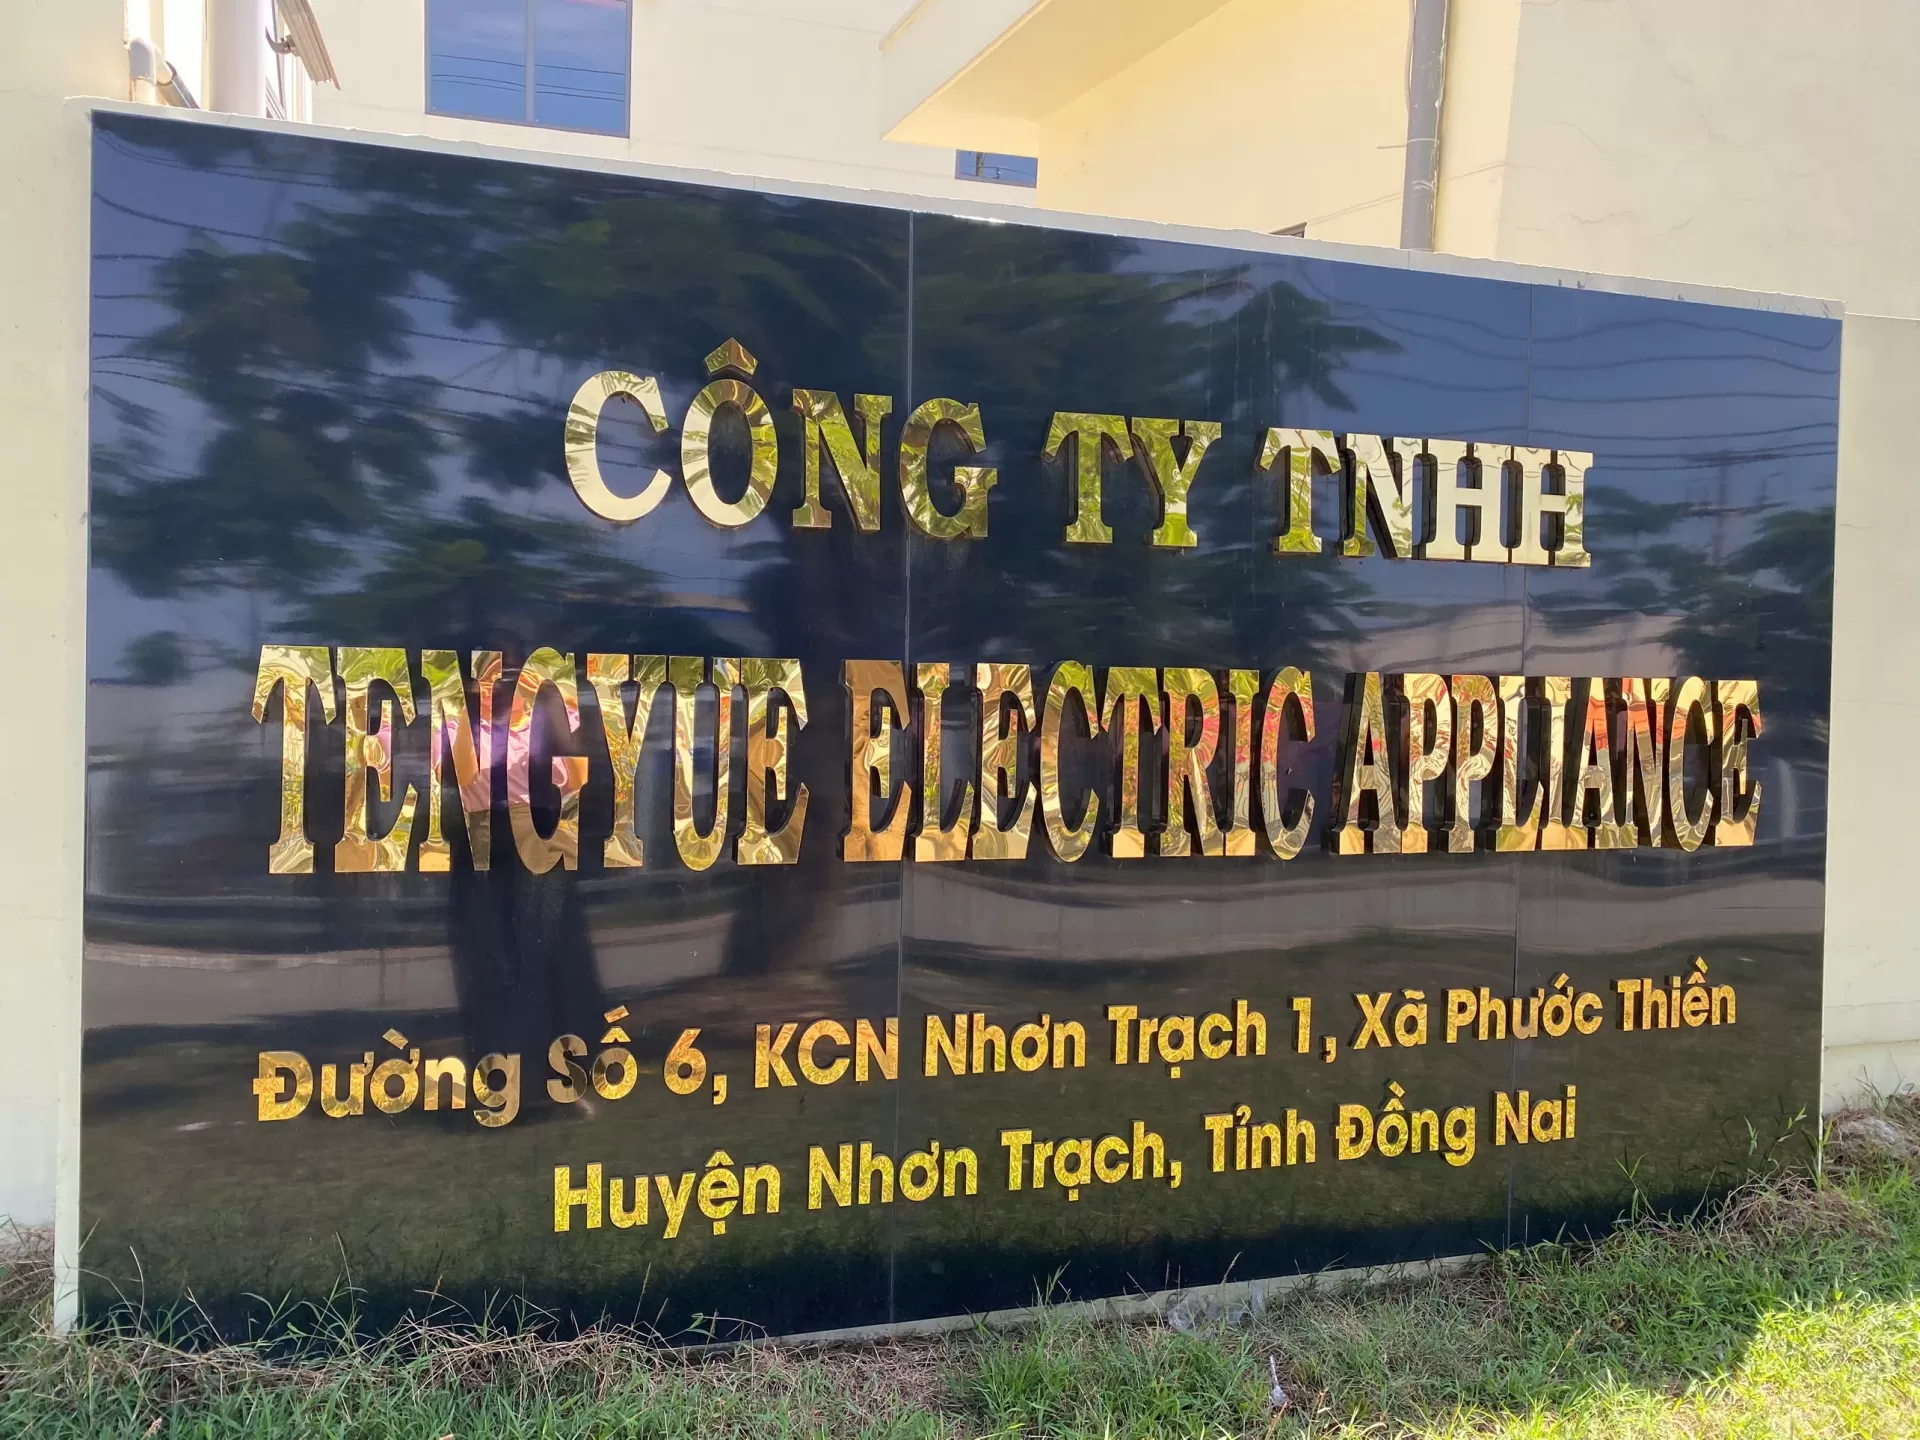 CÔNG TY TNHH
TENGYUE ELECTRIC APPLIANCE
Đường Số 6, KCN Nhơn Trạch 1, Xã Phước Thiền
Huyện Nhơn Trạch, Tỉnh Đồng Nai